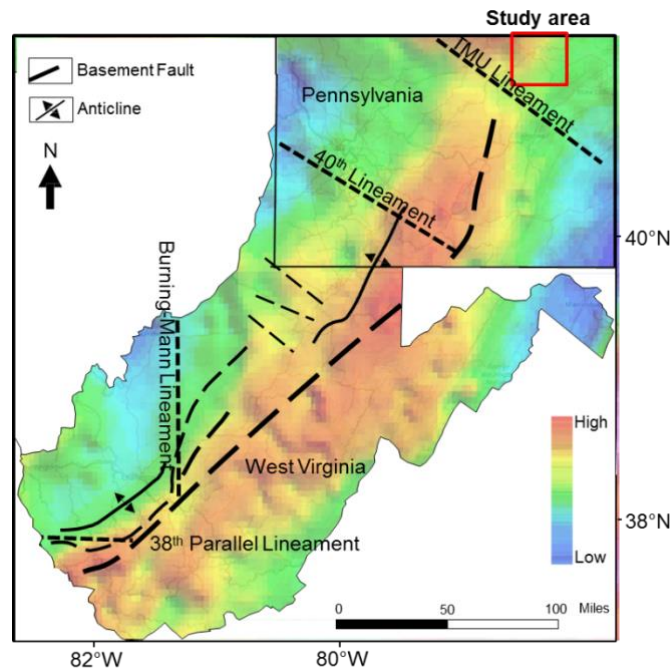 Study area
Basement Fault
Anticline
N
TMU Lineament
Pennsylvania
40th Lineament
40°N
Burning-Mann Lineament
High
West Virginia
38th Parallel Lineament
38°N
Low
0 50 100 Miles
82°W 80°W